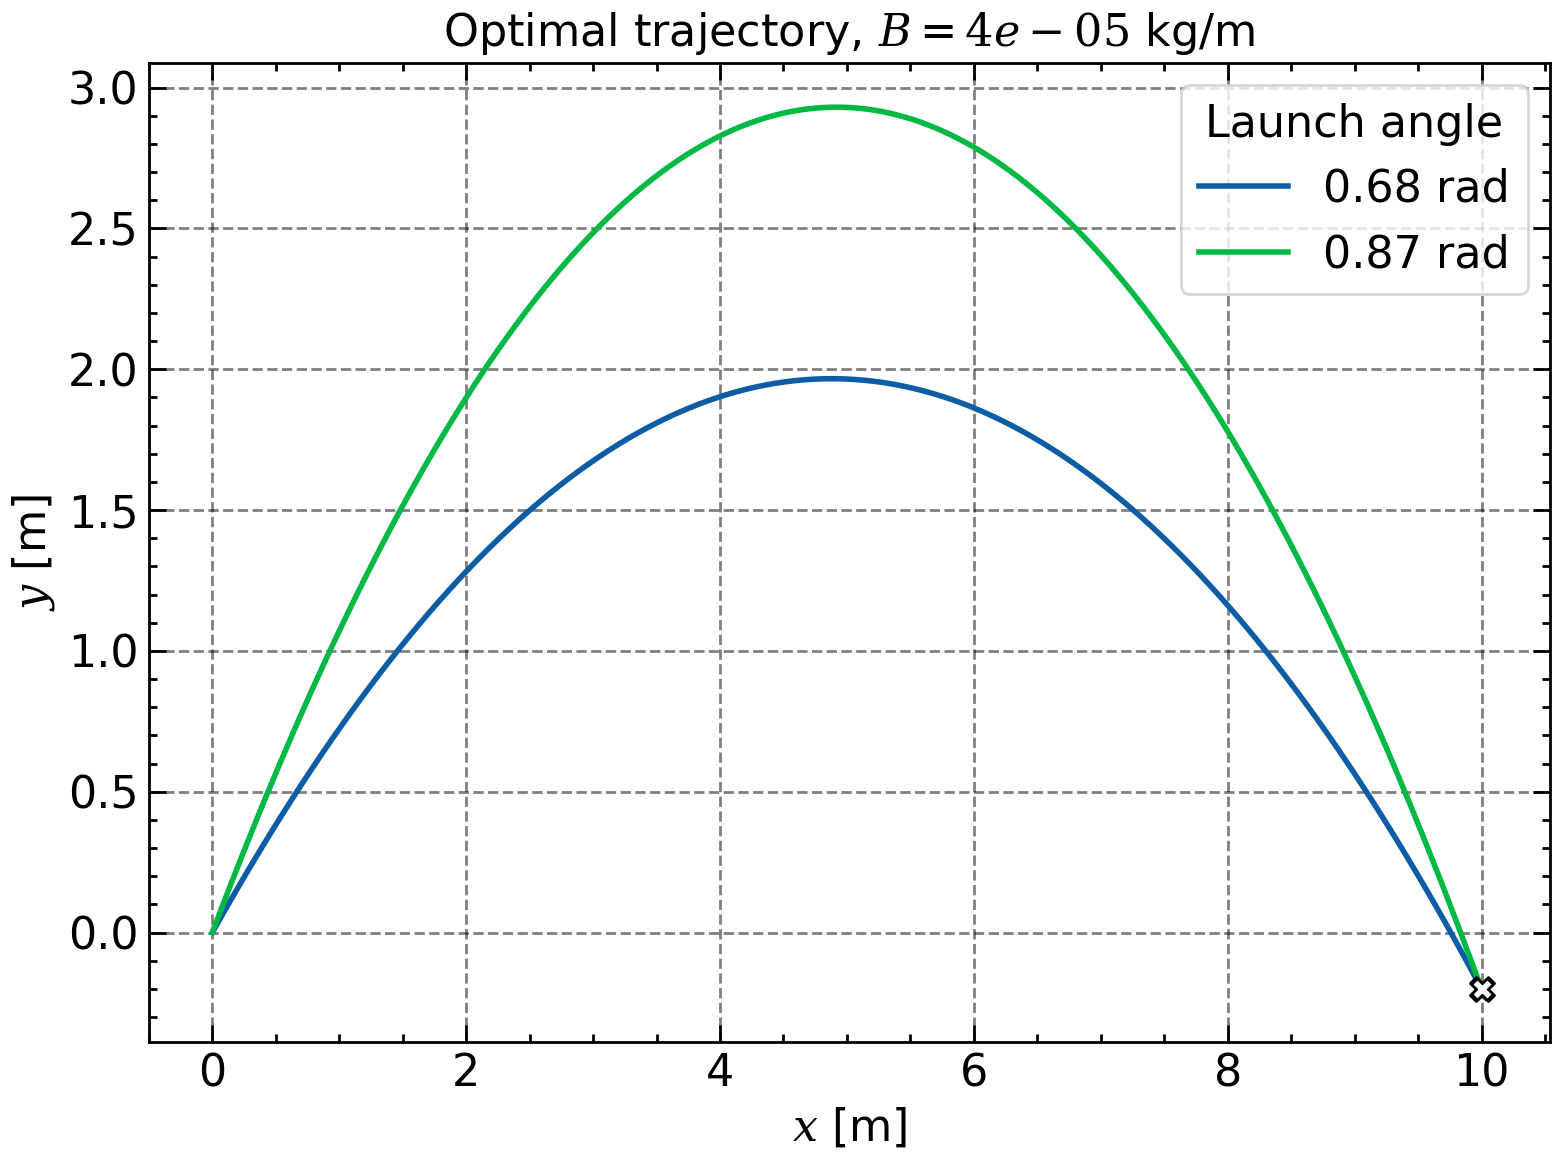 Optimal trajectory, B = 4e − 05 kg/m
3.0
2.5
2.0
1.5
1.0
0.5
0.0
y [m]
Launch angle
0.68 rad
0.87 rad
0 2 4 6 8 10
x [m]